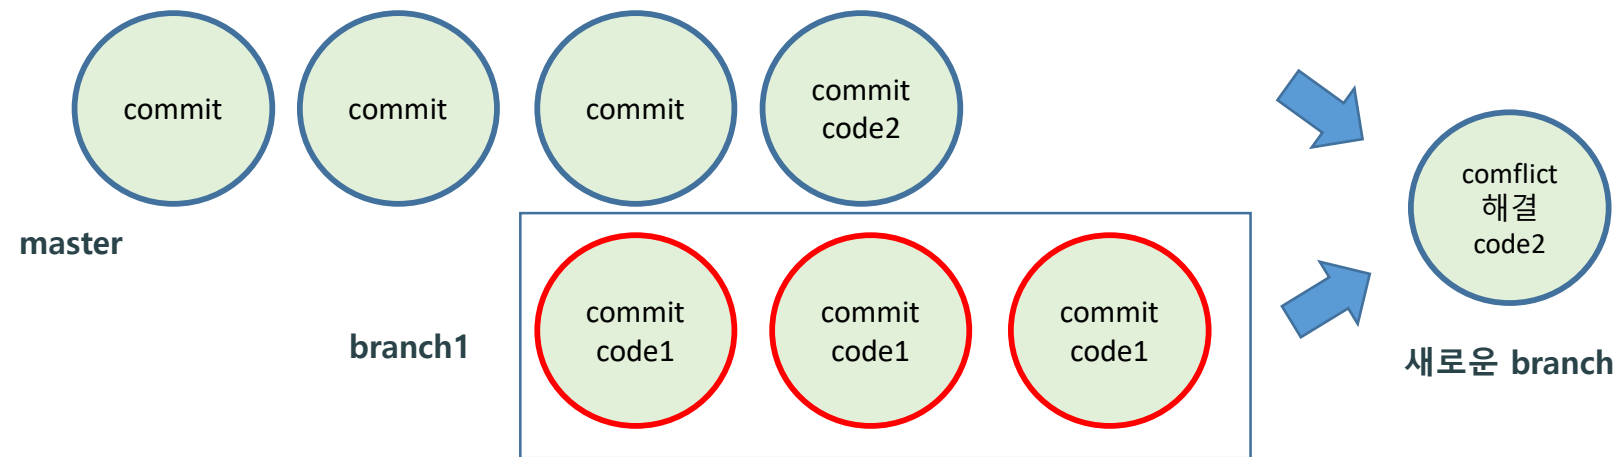 commit
commit
commit
commit
code2
master
branch1
commit
code1
commit
code1
commit
code1
comflict
해결
code2
새로운 branch